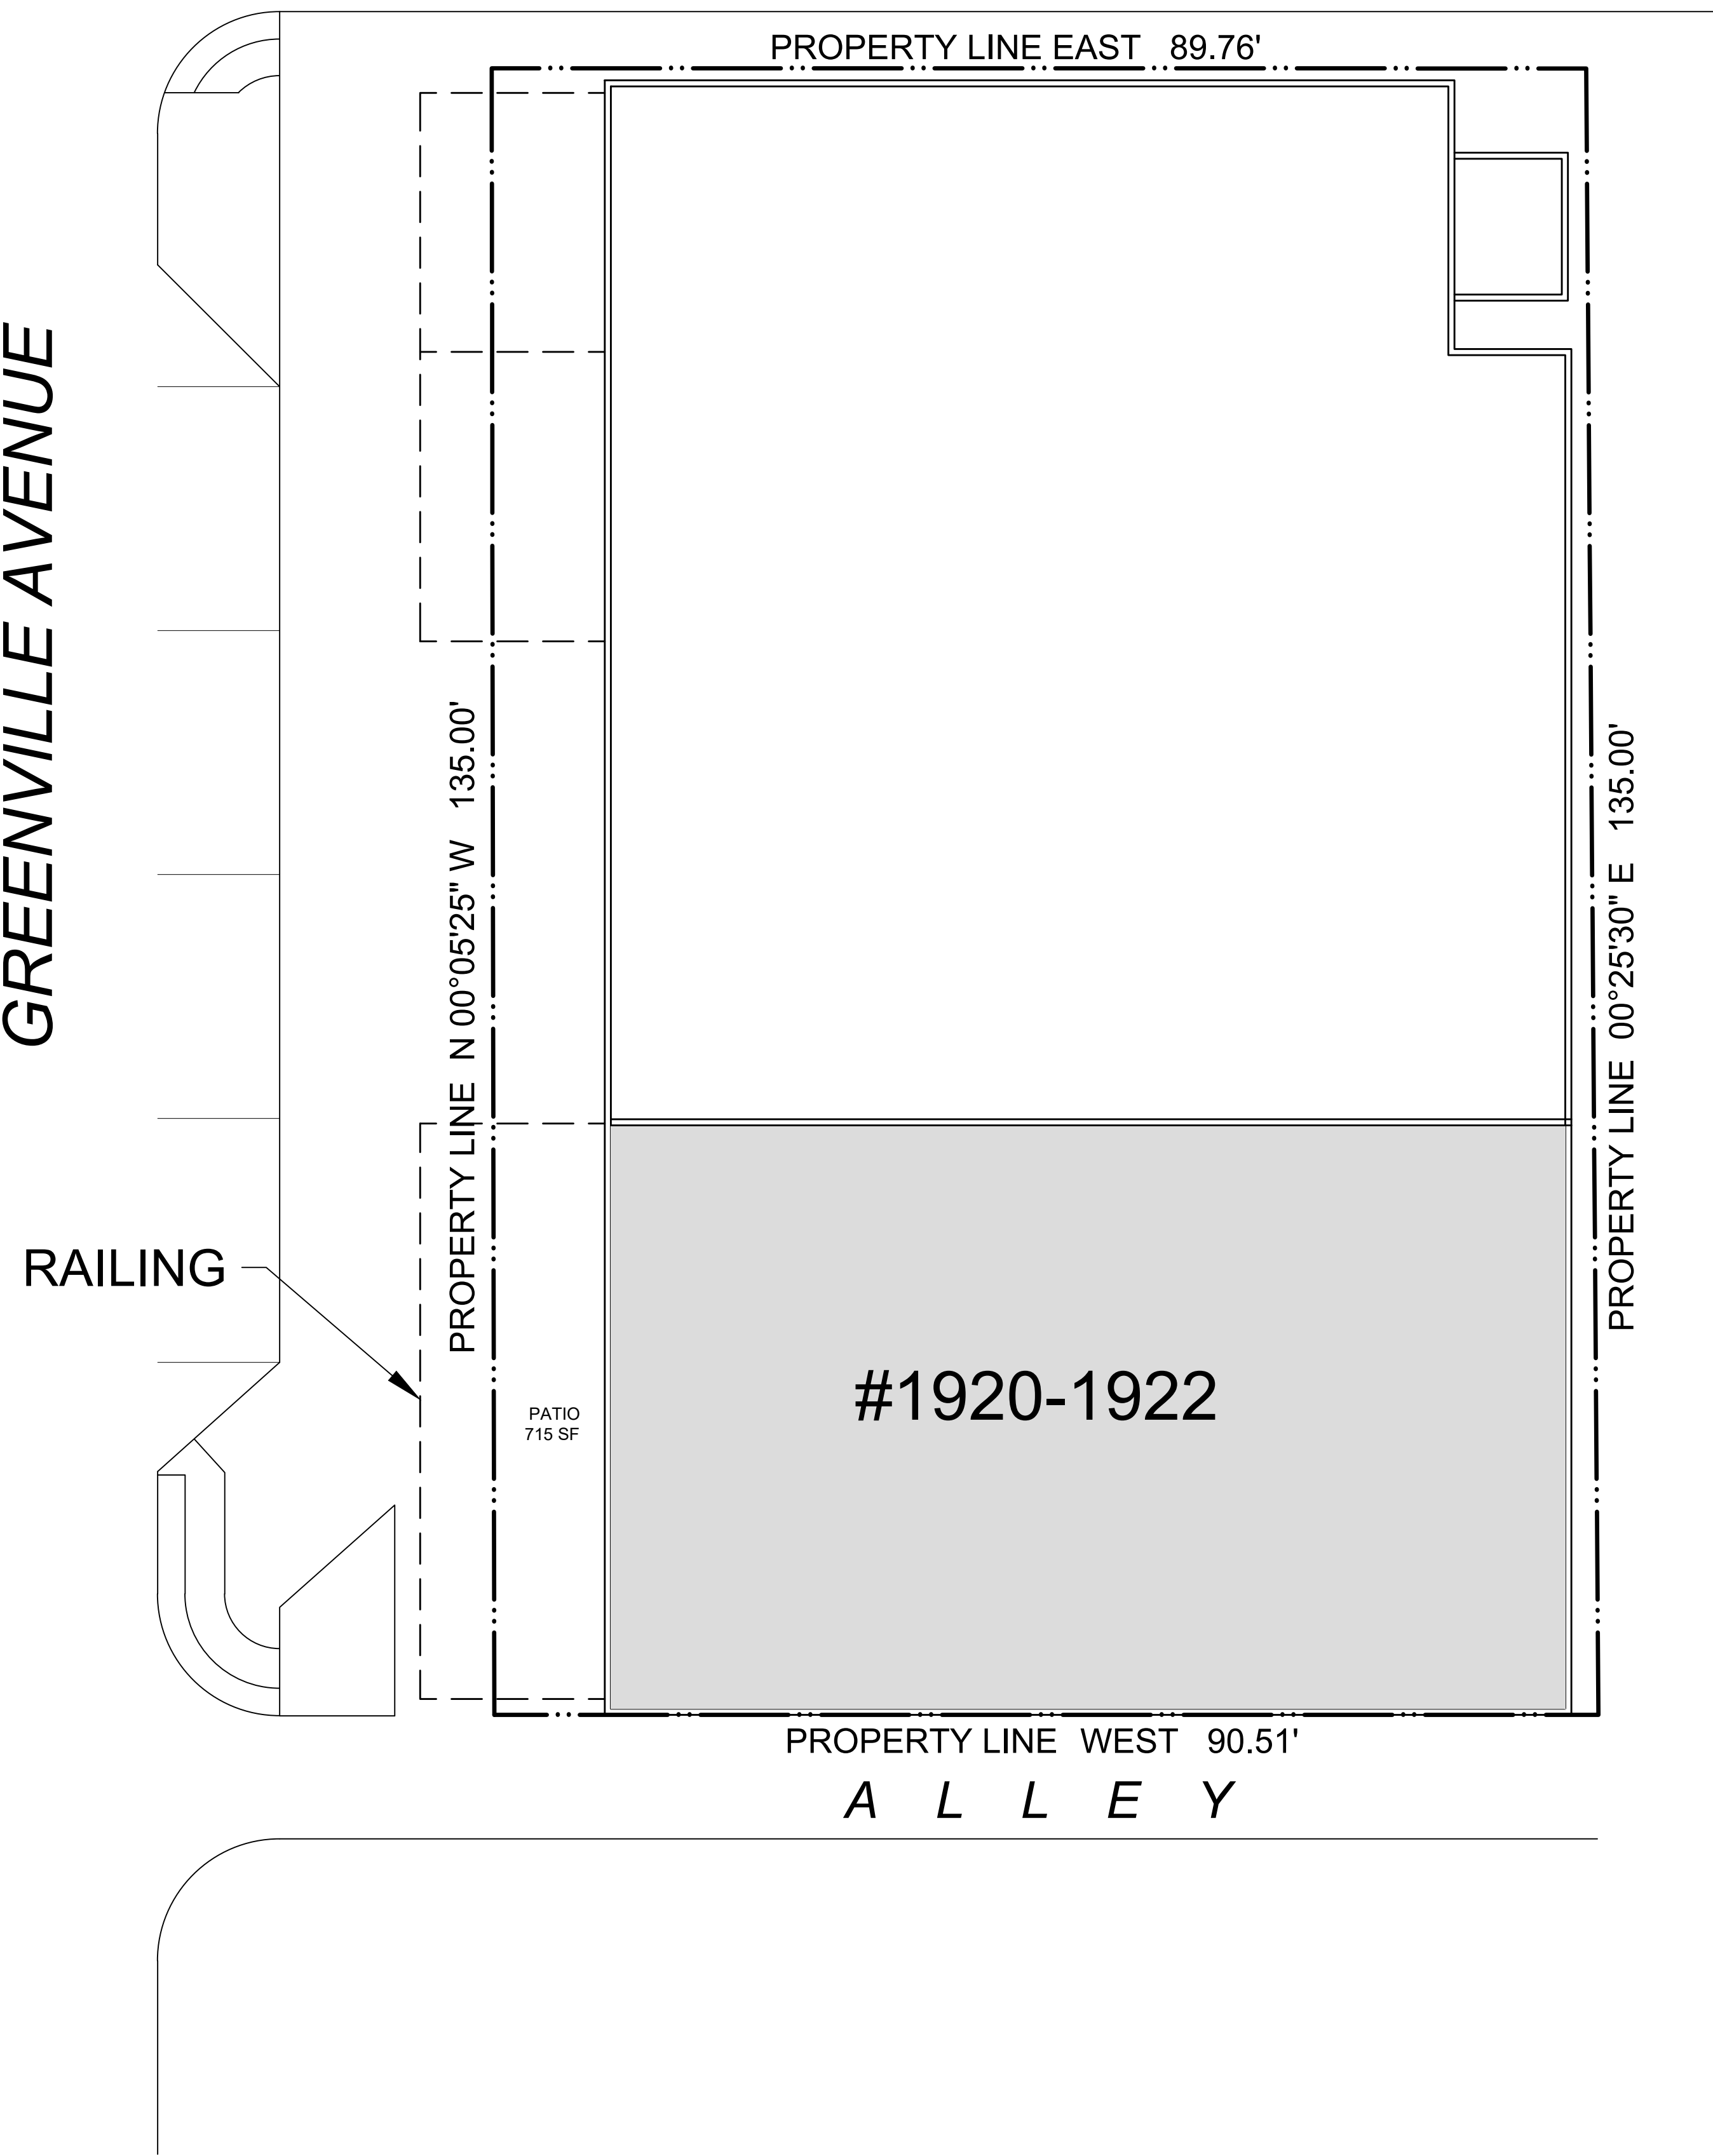 PROPERTY LINE EAST 89.76'
GREENVILLE AVENUE
PROPERTY LINE N 00°05'25" W 135.00'
PROPERTY LINE 00°25'30" E 135.00'
RAILING
#1920-1922
PATIO
715 SF
PROPERTY LINE WEST 90.51'
ALLEY